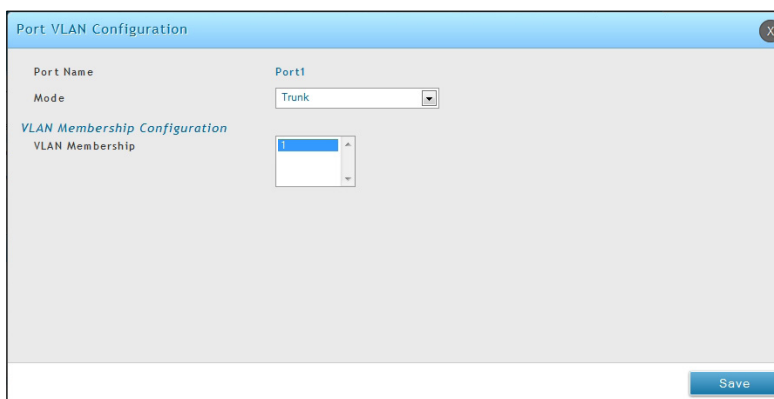 Port VLAN Configuration
X
Port Name Port1
Mode Trunk
VLAN Membership Configuration
VLAN Membership 1
Save